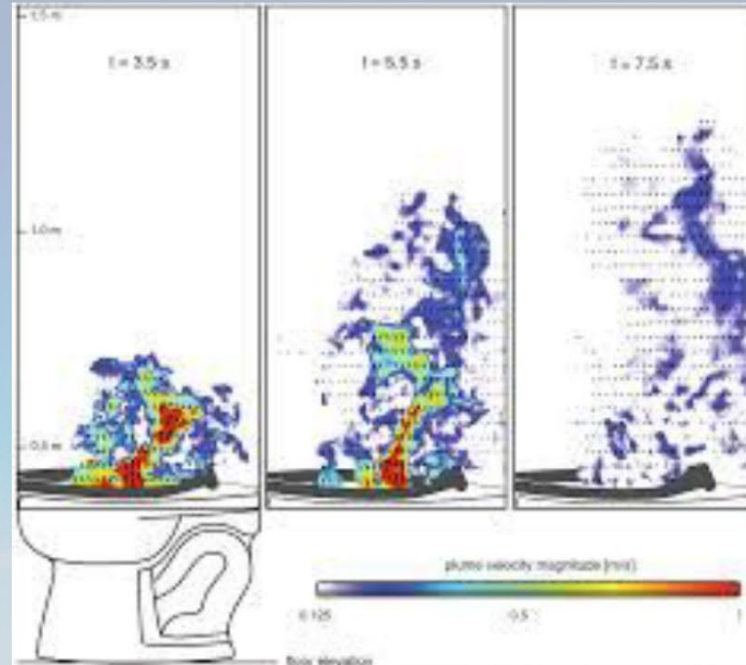 1.5 m
t = 3.5 s
t = 5.5 s
t = 7.5 s
1.0 m
0.5 m
plume velocity magnitude [m/s]
0.125
0.5
1
floor elevation